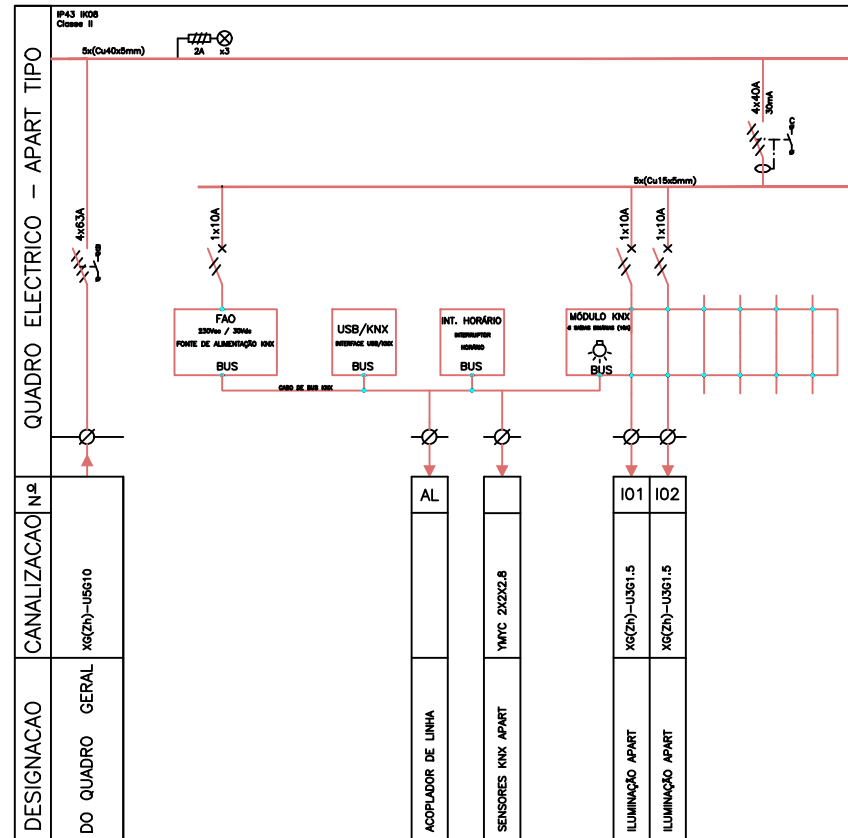 IP43 IK08
Classe II
5x(Cu40x5mm)
2A x3
4x40A
30mA
5x(Cu15x5mm)
4x63A
1x10A
1x10A
1x10A
FAO
230Vac / 30Vdc
FONTE DE ALIMENTAÇÃO KNX
BUS
USB/KNX
INTERFACE USB/KNX
BUS
INT. HORÁRIO
INTERRUPTOR
HORÁRIO
BUS
MÓDULO KNX
BUS
CABO DE BUS KNX
QUADRO ELECTRICO - APART TIPO
Nº
AL
IO1
IO2
CANALIZACAO
XG(Zh)-U5G10
YMYC 2X2X2.8
XG(Zh)-U3G1.5
XG(Zh)-U3G1.5
DESIGNACAO
DO QUADRO GERAL
ACOPLADOR DE LINHA
SENSORES KNX APART
ILUMINAÇÃO APART
ILUMINAÇÃO APART